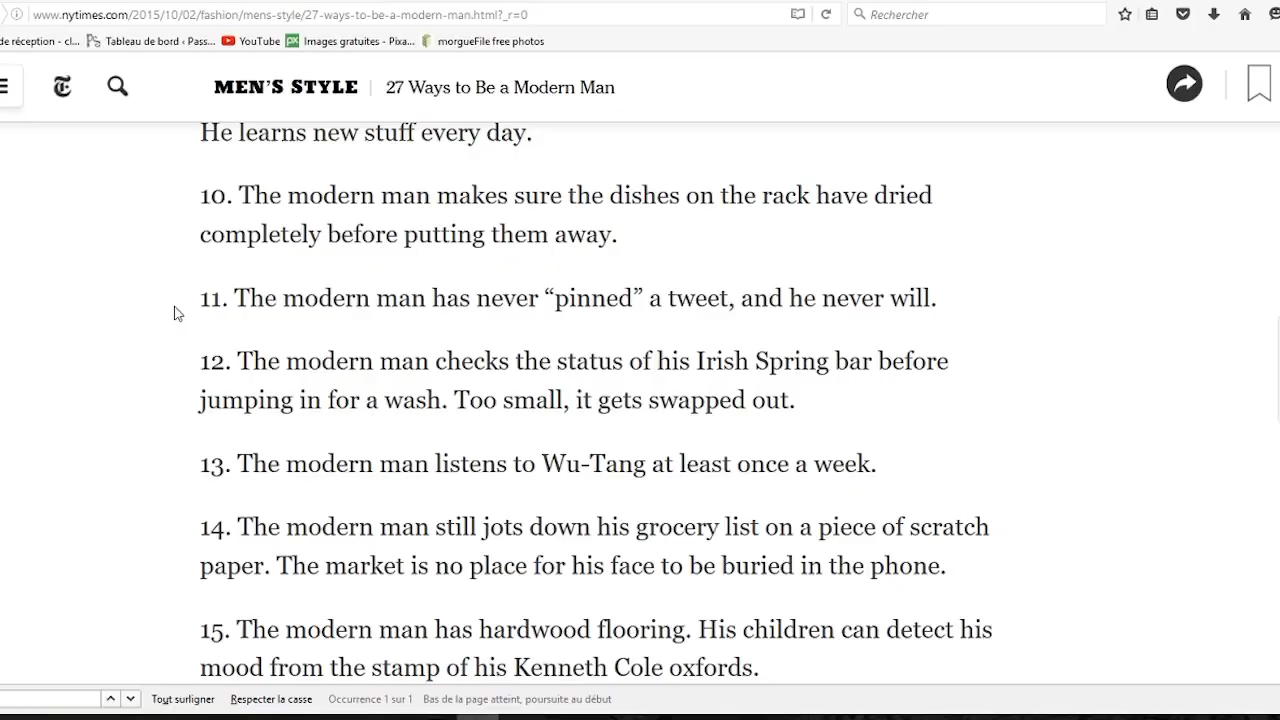 www.nytimes.com/2015/10/02/fashion/mens-style/27-ways-to-be-a-modern-man.html?_r=0
Rechercher
de réception - cl...
Tableau de bord ‹ Pass...
YouTube
Images gratuites - Pixa...
morgueFile free photos
MEN'S STYLE | 27 Ways to Be a Modern Man
He learns new stuff every day.
10. The modern man makes sure the dishes on the rack have dried
completely before putting them away.
11. The modern man has never “pinned” a tweet, and he never will.
12. The modern man checks the status of his Irish Spring bar before
jumping in for a wash. Too small, it gets swapped out.
13. The modern man listens to Wu-Tang at least once a week.
14. The modern man still jots down his grocery list on a piece of scratch
paper. The market is no place for his face to be buried in the phone.
15. The modern man has hardwood flooring. His children can detect his
mood from the stamp of his Kenneth Cole oxfords.
Tout surligner
Respecter la casse
Occurrence 1 sur 1
Bas de la page atteint, poursuite au début